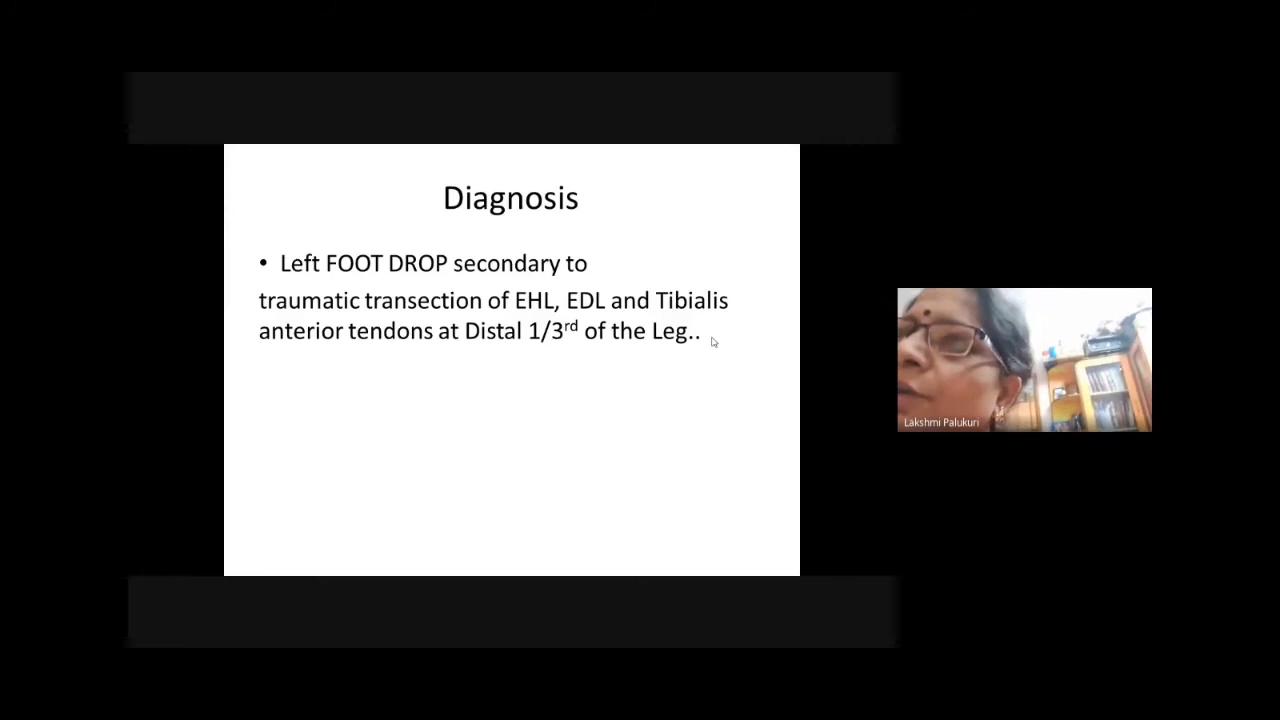 Diagnosis
• Left FOOT DROP secondary to
traumatic transection of EHL, EDL and Tibialis
anterior tendons at Distal 1/3rd of the Leg..
Lakshmi Palukuri